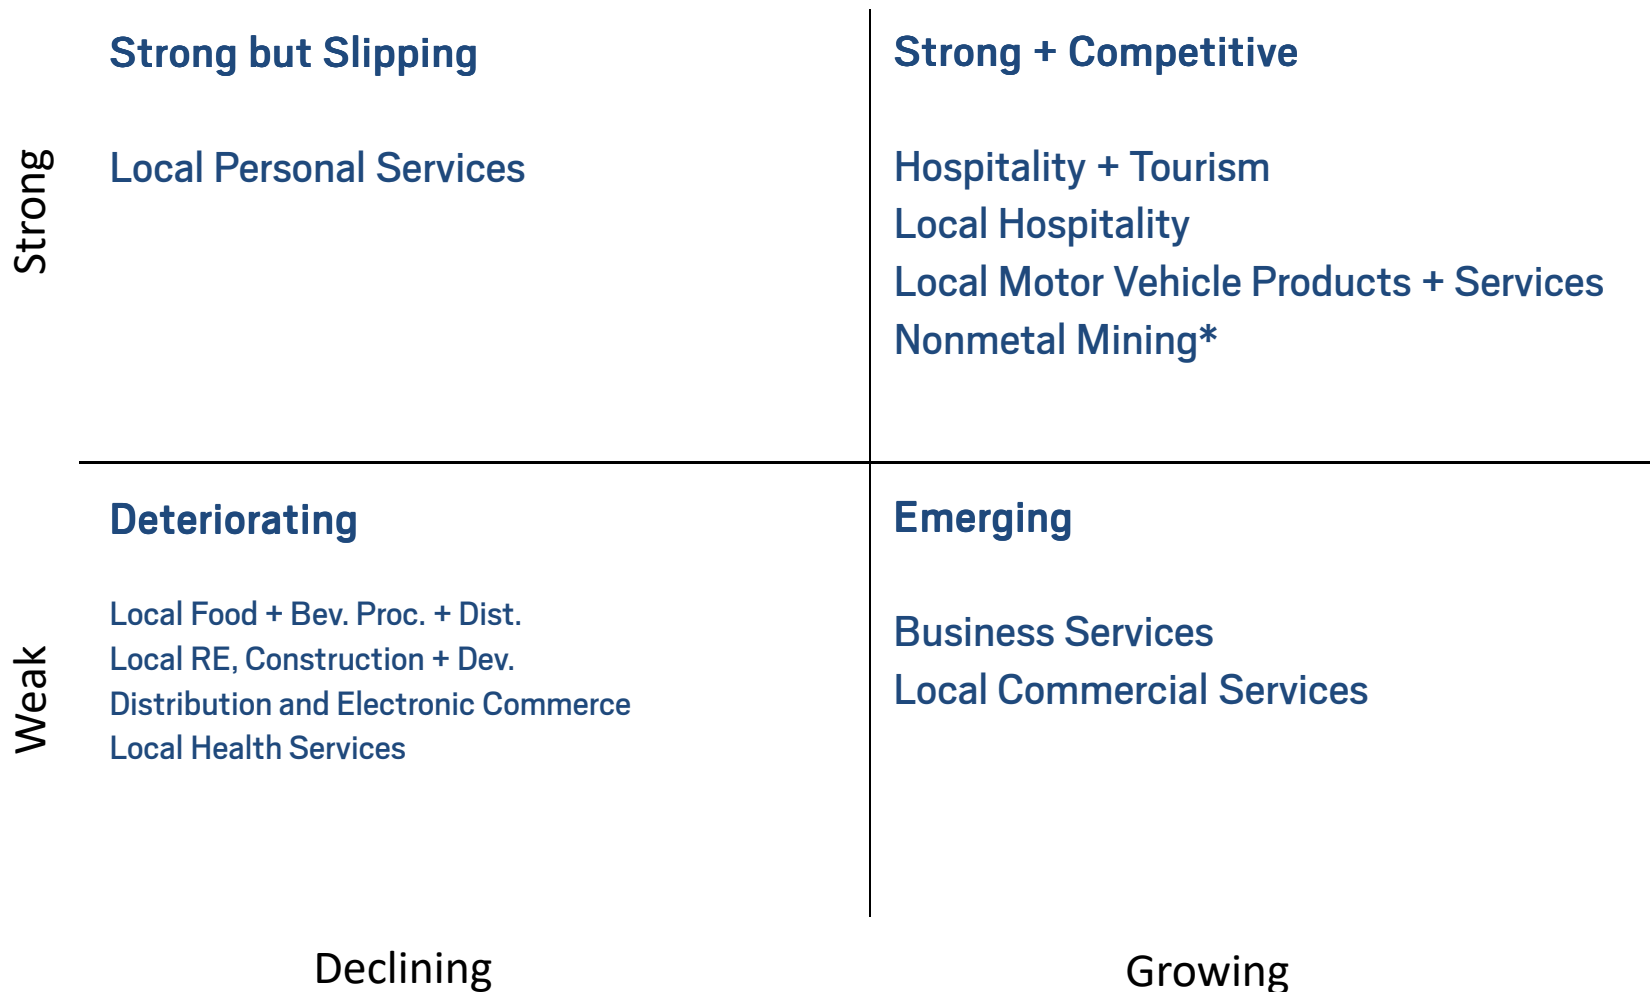 Strong but Slipping
Local Personal Services
Strong + Competitive
Hospitality + Tourism
Local Hospitality
Local Motor Vehicle Products + Services
Nonmetal Mining*
Strong
Deteriorating
Local Food + Bev. Proc. + Dist.
Local RE, Construction + Dev.
Distribution and Electronic Commerce
Local Health Services
Emerging
Business Services
Local Commercial Services
Weak
Declining
Growing